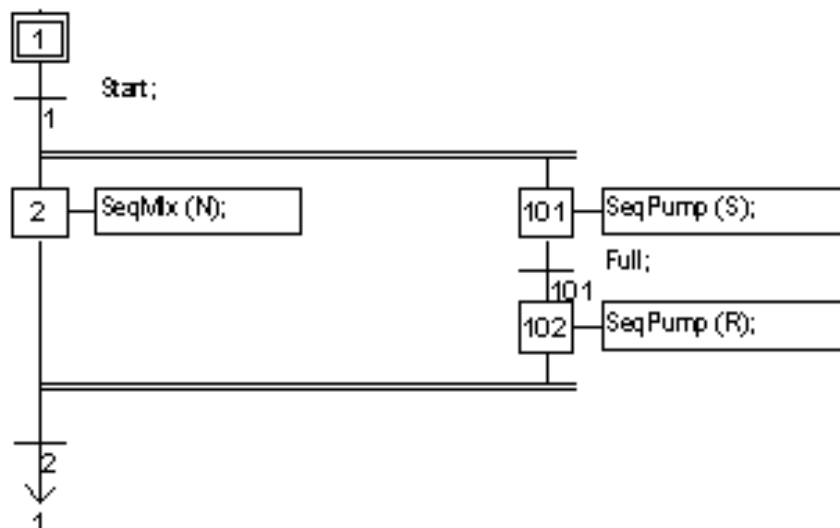 1
Start;
1
2
SeqMix (N);
101
SeqPump (S);
Full;
101
102
SeqPump (R);
2
1